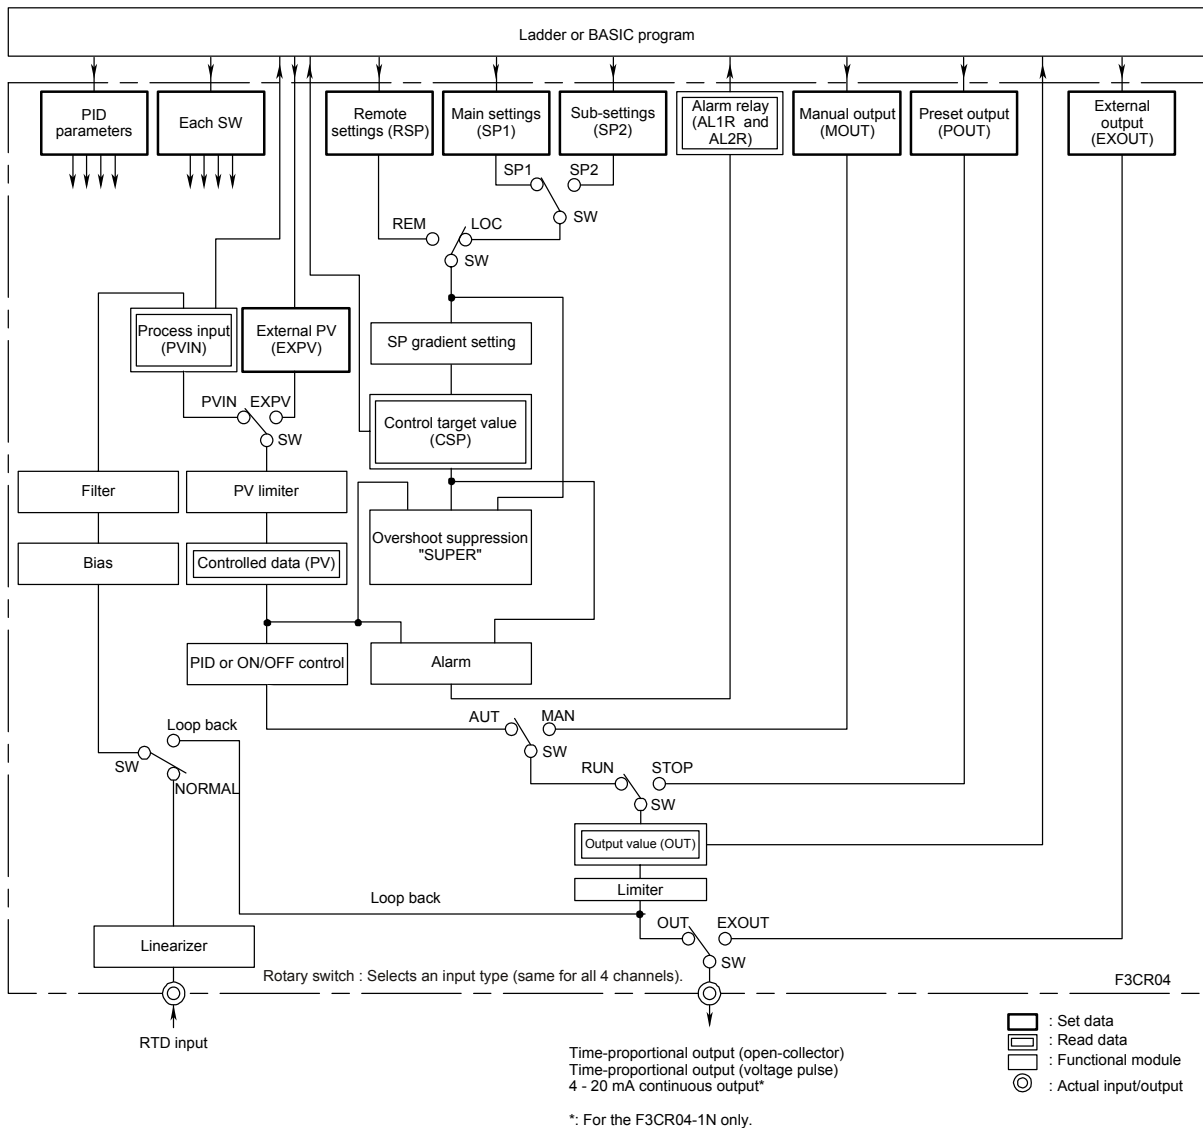 Ladder or BASIC program
PID
parameters
Each SW
Remote
settings (RSP)
Main settings
(SP1)
Sub-settings
(SP2)
Alarm relay
(AL1R and
AL2R)
Manual output
(MOUT)
Preset output
(POUT)
External
output
(EXOUT)
SP1
SP2
SW
REM
LOC
SW
Process input
(PVIN)
External PV
(EXPV)
SP gradient setting
PVIN
EXPV
SW
Control target value
(CSP)
Filter
PV limiter
Overshoot suppression
"SUPER"
Bias
Controlled data (PV)
PID or ON/OFF control
Alarm
AUT
MAN
SW
Loop back
SW
NORMAL
RUN
STOP
SW
Output value (OUT)
Limiter
Loop back
OUT
EXOUT
SW
Linearizer
Rotary switch : Selects an input type (same for all 4 channels).
F3CR04
RTD input
Time-proportional output (open-collector)
Time-proportional output (voltage pulse)
4 - 20 mA continuous output*
*: For the F3CR04-1N only.
: Set data
: Read data
: Functional module
: Actual input/output